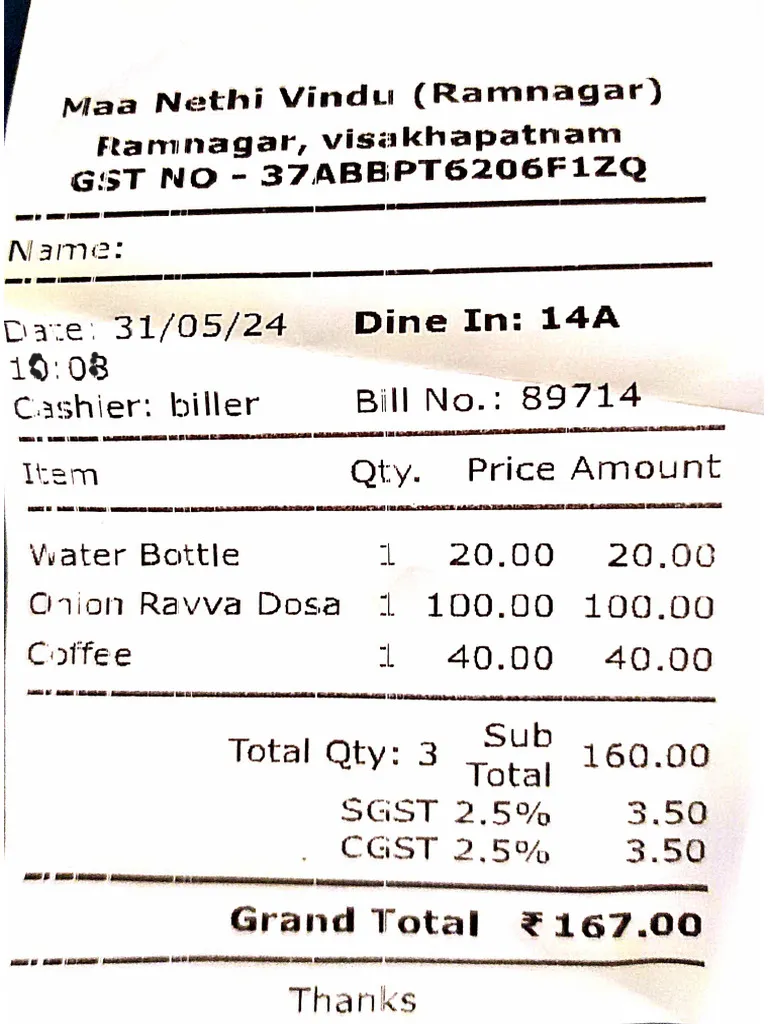 Maa Nethi Vindu (Ramnagar)
Ramnagar, visakhapatnam
GST NO - 37ABBPT6206F1ZQ
Name:
Date: 31/05/24 Dine In: 14A
10:08
Cashier: biller Bill No.: 89714
Item Qty. Price Amount
Water Bottle 1 20.00 20.00
Onion Ravva Dosa 1 100.00 100.00
Coffee 1 40.00 40.00
Total Qty: 3 Sub Total 160.00
SGST 2.5% 3.50
CGST 2.5% 3.50
Grand Total ₹167.00
Thanks